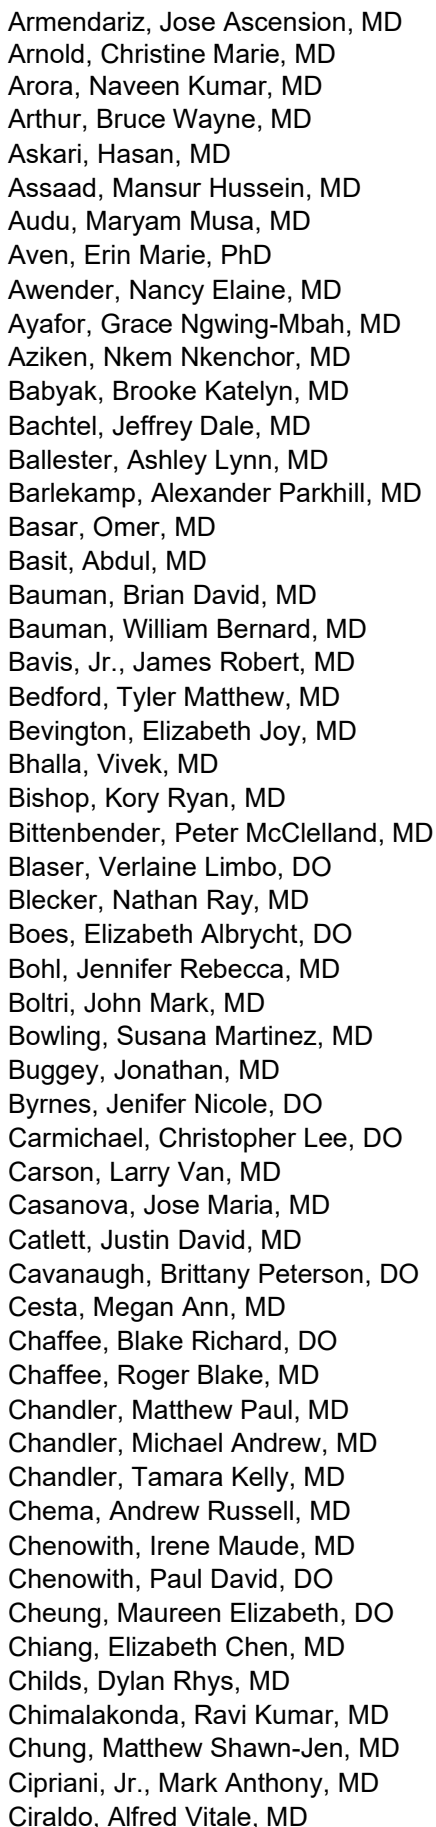 Armendariz, Jose Ascension, MD
Arnold, Christine Marie, MD
Arora, Naveen Kumar, MD
Arthur, Bruce Wayne, MD
Askari, Hasan, MD
Assaad, Mansur Hussein, MD
Audu, Maryam Musa, MD
Aven, Erin Marie, PhD
Awender, Nancy Elaine, MD
Ayafor, Grace Ngwing-Mbah, MD
Aziken, Nkem Nkenchor, MD
Babyak, Brooke Katelyn, MD
Bachtel, Jeffrey Dale, MD
Ballester, Ashley Lynn, MD
Barlekamp, Alexander Parkhill, MD
Basar, Omer, MD
Basit, Abdul, MD
Bauman, Brian David, MD
Bauman, William Bernard, MD
Bavis, Jr., James Robert, MD
Bedford, Tyler Matthew, MD
Bevington, Elizabeth Joy, MD
Bhalla, Vivek, MD
Bishop, Kory Ryan, MD
Bittenbender, Peter McClelland, MD
Blaser, Verlaine Limbo, DO
Blecker, Nathan Ray, MD
Boes, Elizabeth Albrycht, DO
Bohl, Jennifer Rebecca, MD
Boltri, John Mark, MD
Bowling, Susana Martinez, MD
Buggey, Jonathan, MD
Byrnes, Jenifer Nicole, DO
Carmichael, Christopher Lee, DO
Carson, Larry Van, MD
Casanova, Jose Maria, MD
Catlett, Justin David, MD
Cavanaugh, Brittany Peterson, DO
Cesta, Megan Ann, MD
Chaffee, Blake Richard, DO
Chaffee, Roger Blake, MD
Chandler, Matthew Paul, MD
Chandler, Michael Andrew, MD
Chandler, Tamara Kelly, MD
Chema, Andrew Russell, MD
Chenowith, Irene Maude, MD
Chenowith, Paul David, DO
Cheung, Maureen Elizabeth, DO
Chiang, Elizabeth Chen, MD
Childs, Dylan Rhys, MD
Chimalakonda, Ravi Kumar, MD
Chung, Matthew Shawn-Jen, MD
Cipriani, Jr., Mark Anthony, MD
Ciraldo, Alfred Vitale, MD